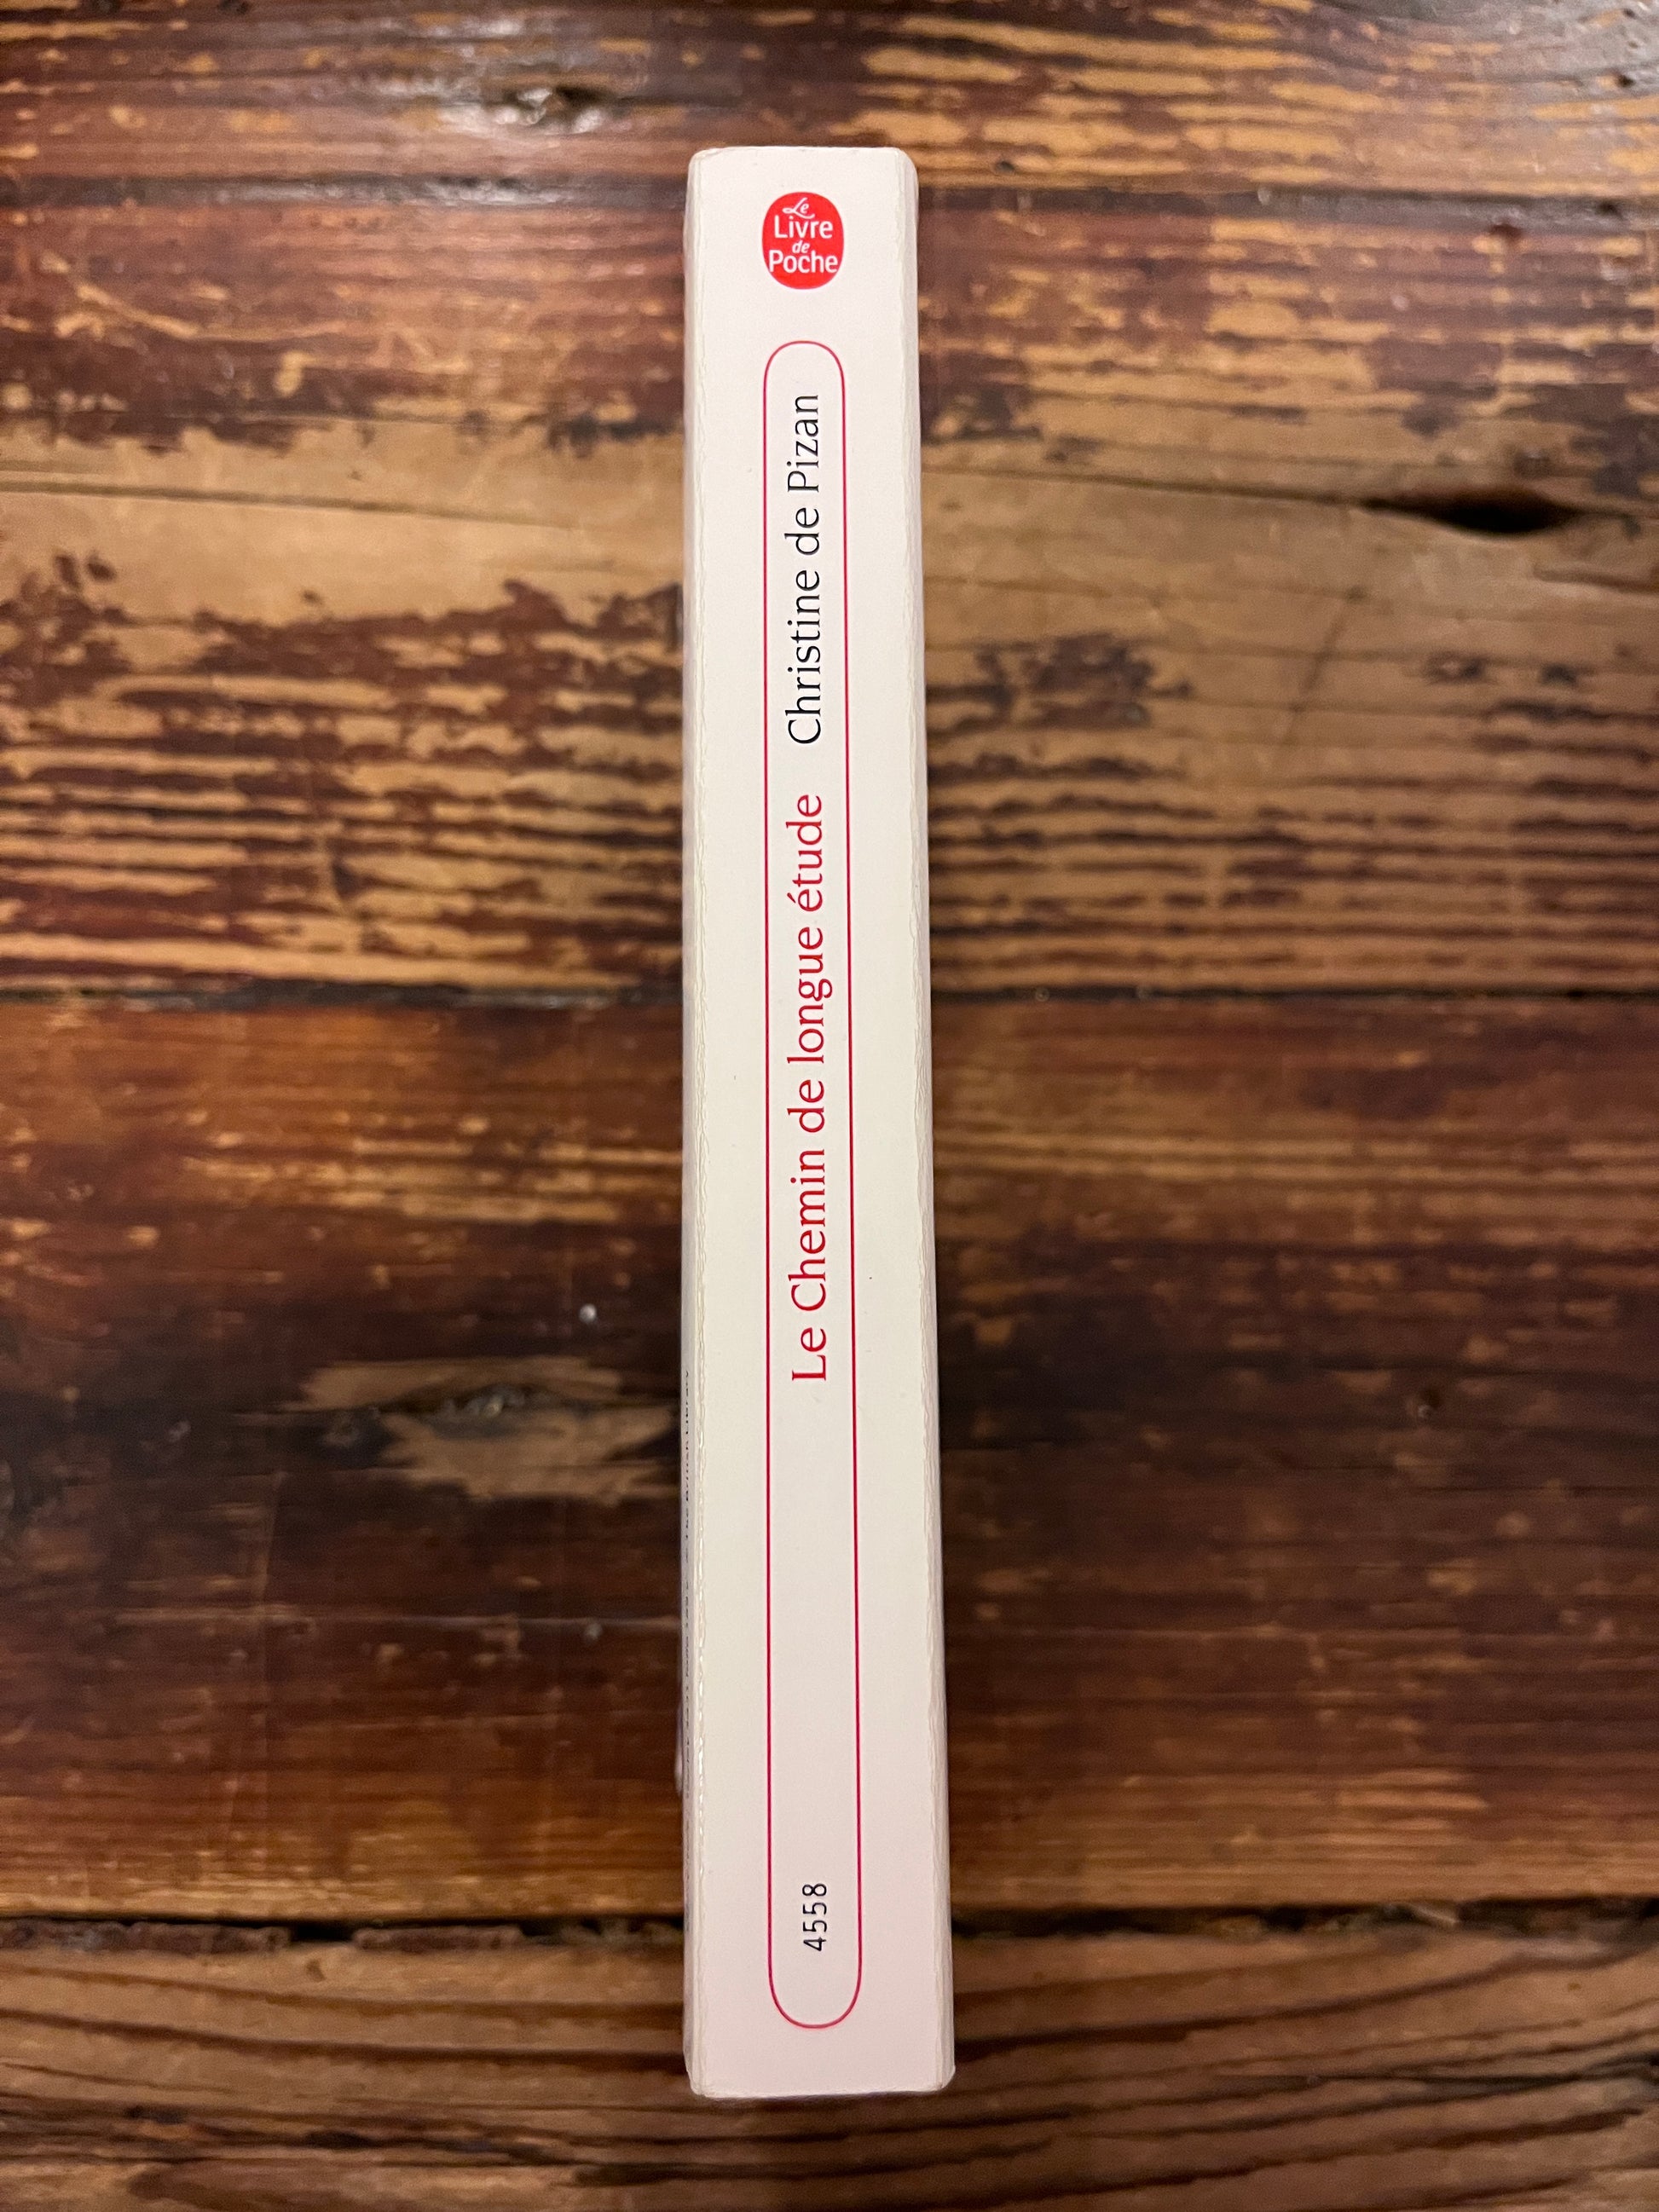 Le
Livre
de
Poche
Le Chemin de longue étude Christine de Pizan
4558